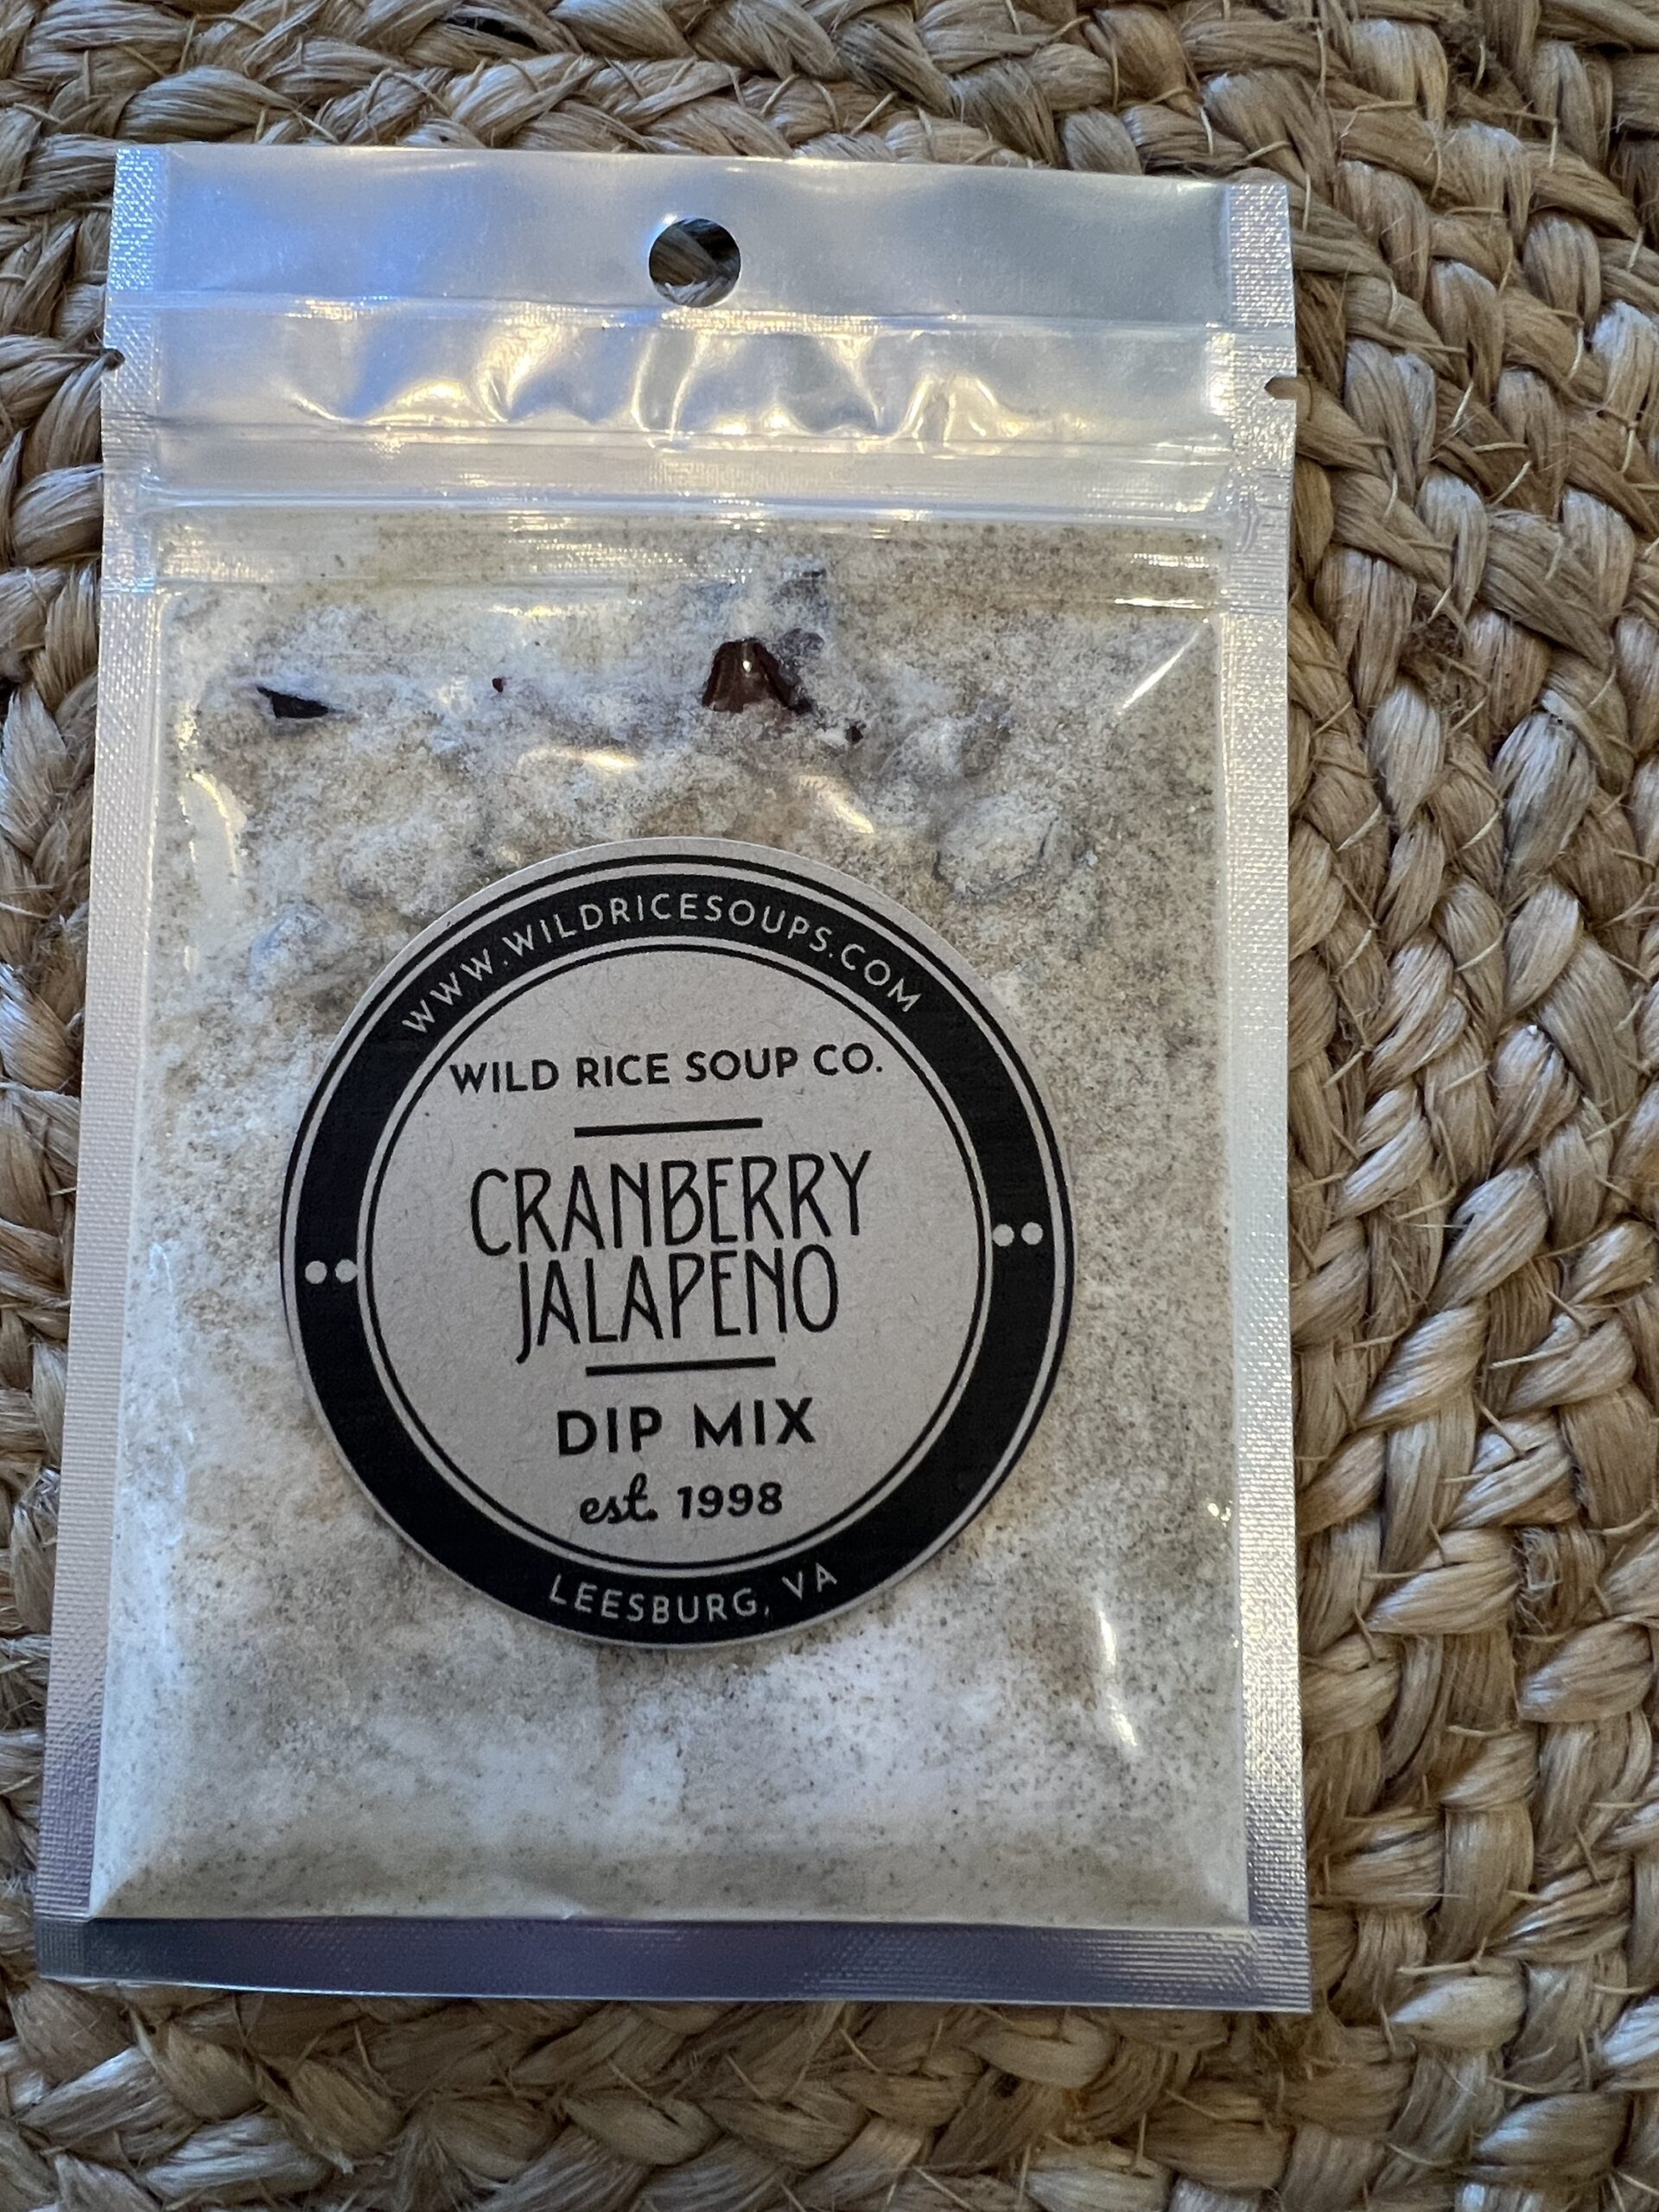 WWW.WILDRICESOUPS.COM
WILD RICE SOUP CO.
CRANBERRY
JALAPENO
DIP MIX
est. 1998
LEESBURG, VA